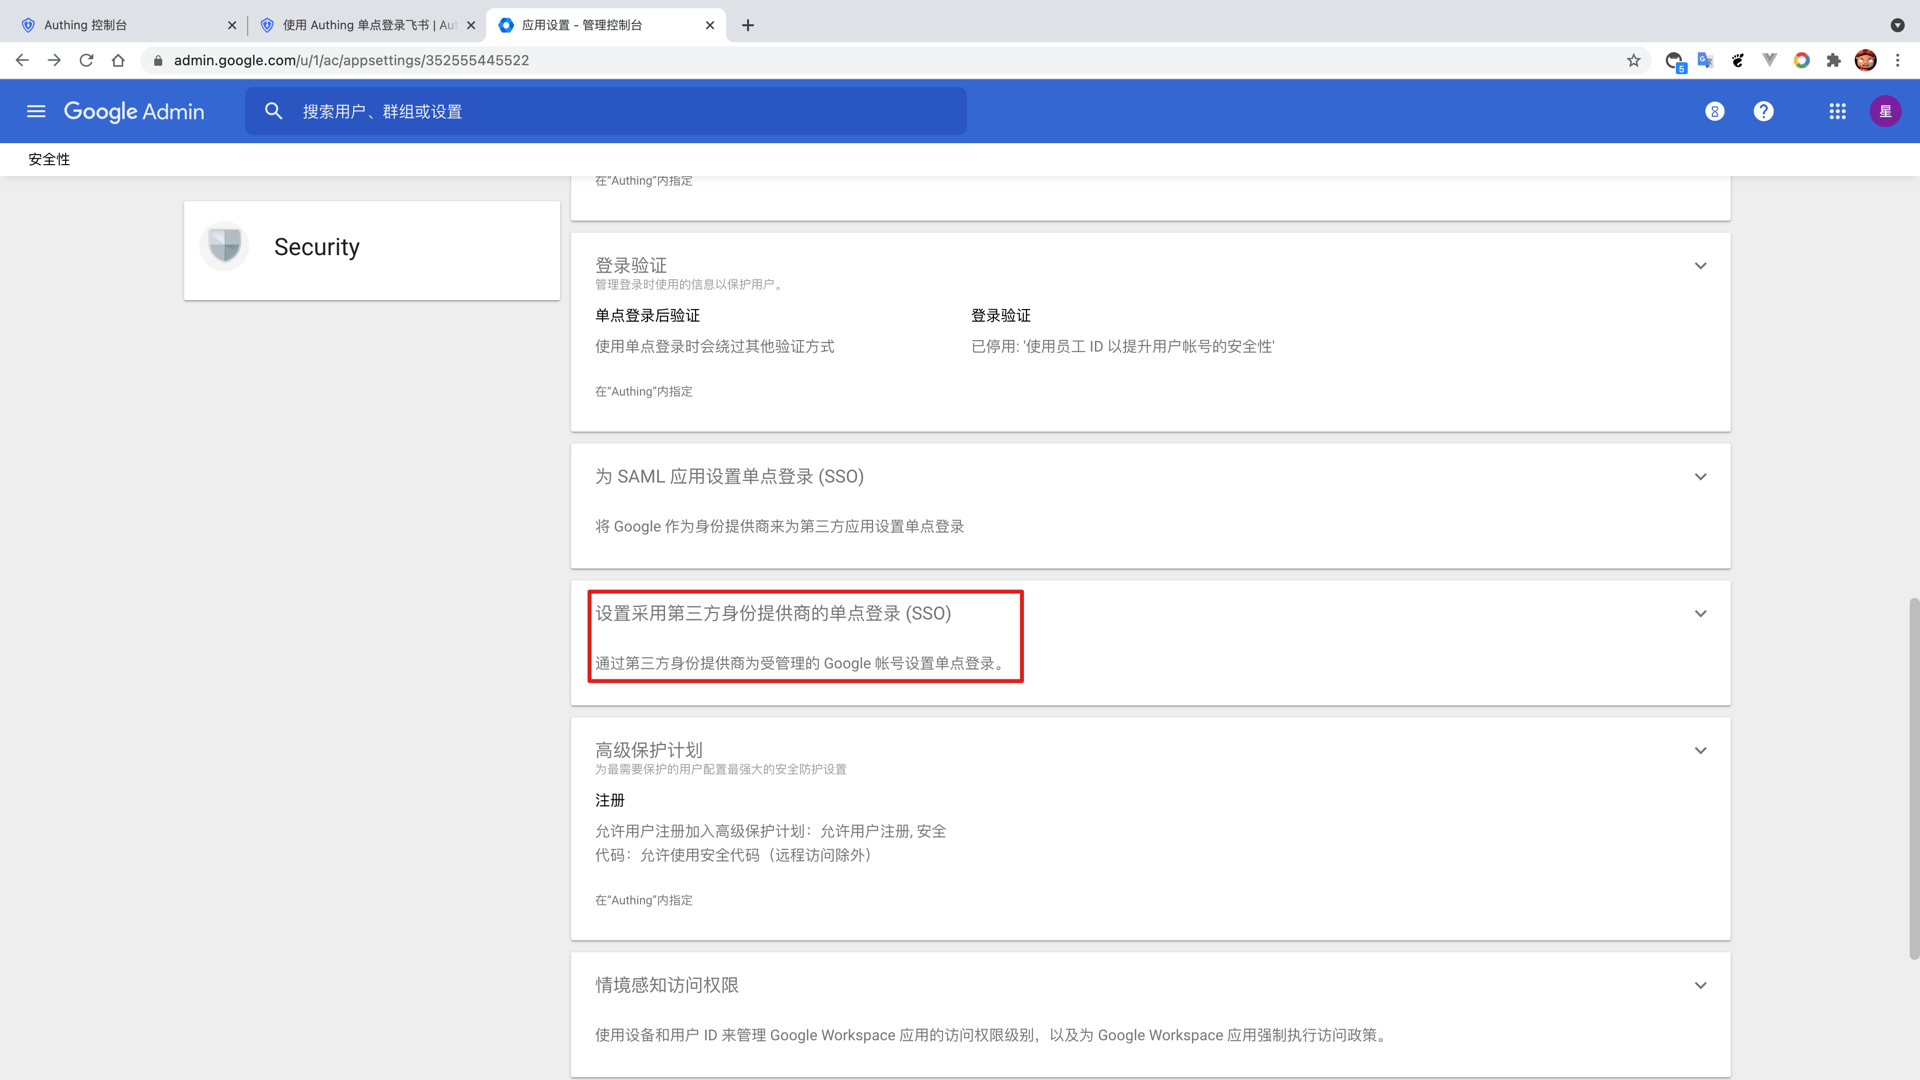 Authing 控制台
使用 Authing 单点登录飞书 | Aut
应用设置 - 管理控制台
admin.google.com/u/1/ac/appsettings/352555445522
5
Google Admin
搜索用户、群组或设置
星
安全性
在"Authing"内指定
Security
登录验证
管理登录时使用的信息以保护用户。
单点登录后验证
登录验证
使用单点登录时会绕过其他验证方式
已停用: '使用员工 ID 以提升用户帐号的安全性'
在"Authing"内指定
为 SAML 应用设置单点登录 (SSO)
将 Google 作为身份提供商来为第三方应用设置单点登录
设置采用第三方身份提供商的单点登录 (SSO)
通过第三方身份提供商为受管理的 Google 帐号设置单点登录。
高级保护计划
为最需要保护的用户配置最强大的安全防护设置
注册
允许用户注册加入高级保护计划：允许用户注册, 安全
代码：允许使用安全代码（远程访问除外）
在"Authing"内指定
情境感知访问权限
使用设备和用户 ID 来管理 Google Workspace 应用的访问权限级别，以及为 Google Workspace 应用强制执行访问政策。